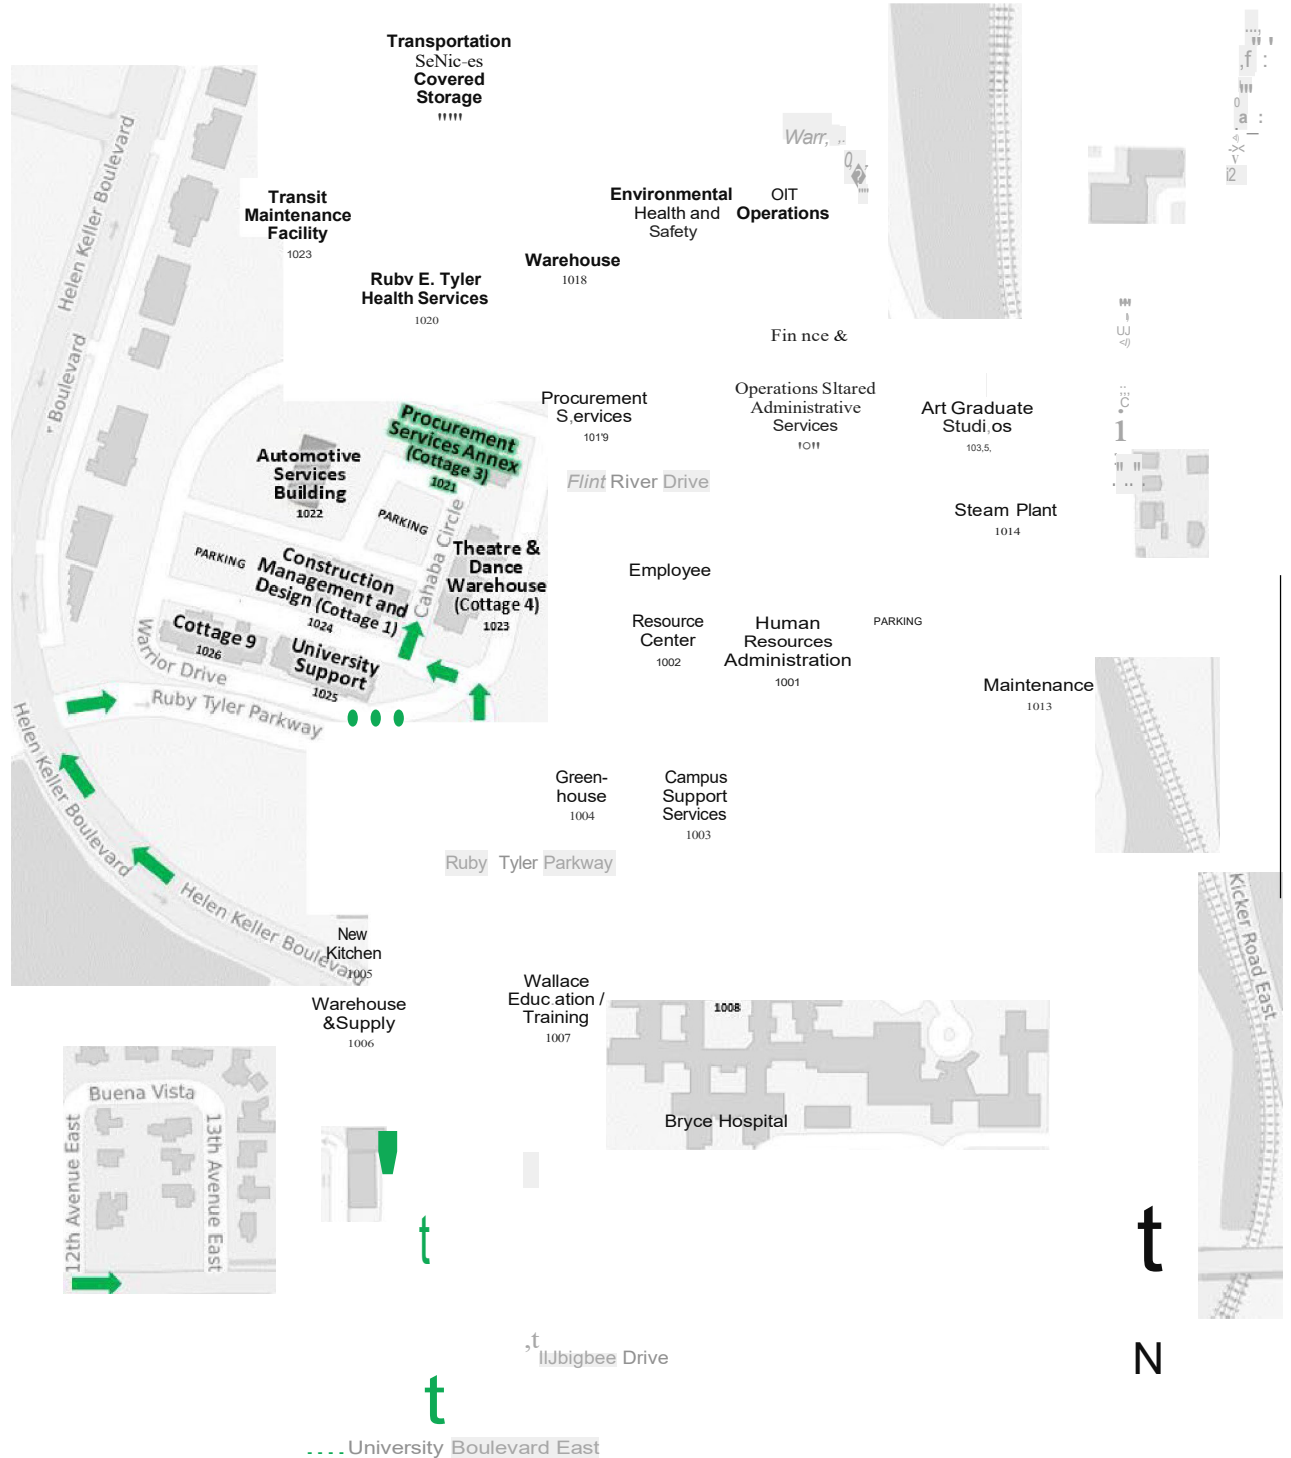 Transportation
SeNic-es
Covered
Storage
"""
Warr,
Transit
Maintenance
Facility
1023
Environmental
Health and
Safety
OIT
Operations
Warehouse
1018
Rubv E. Tyler
Health Services
1020
Helen Keller Boulevard
r Boulevard
Fin nce &
Operations Sltared
Administrative
Services
Procurement
S,ervices
101'9
Art Graduate
Studi,os
103,5,
Flint River Drive
Steam Plant
1014
Procurement
Services Annex
(Cottage 3)
1021
Automotive
Services
Building
1022
PARKING
PARKING
Cahaba Circle
Theatre &
Dance
Warehouse
(Cottage 4)
1023
Construction
Management and
Design (Cottage 1)
1024
Cottage 9
1026
University
Support
1025
Warrior Drive
Ruby Tyler Parkway
Employee
Resource
Center
1002
Human
Resources
Administration
1001
PARKING
Maintenance
1013
Green-
house
1004
Campus
Support
Services
1003
Helen Keller Boulevard
Ruby Tyler Parkway
Helen Keller Boulevard
New
Kitchen
1005
Warehouse
&Supply
1006
Wallace
Educ.ation /
Training
1007
1008
Bryce Hospital
Kicker Road East
Buena Vista
12th Avenue East
13th Avenue East
t
t
N
,t
IIJbigbee Drive
t
....University Boulevard East